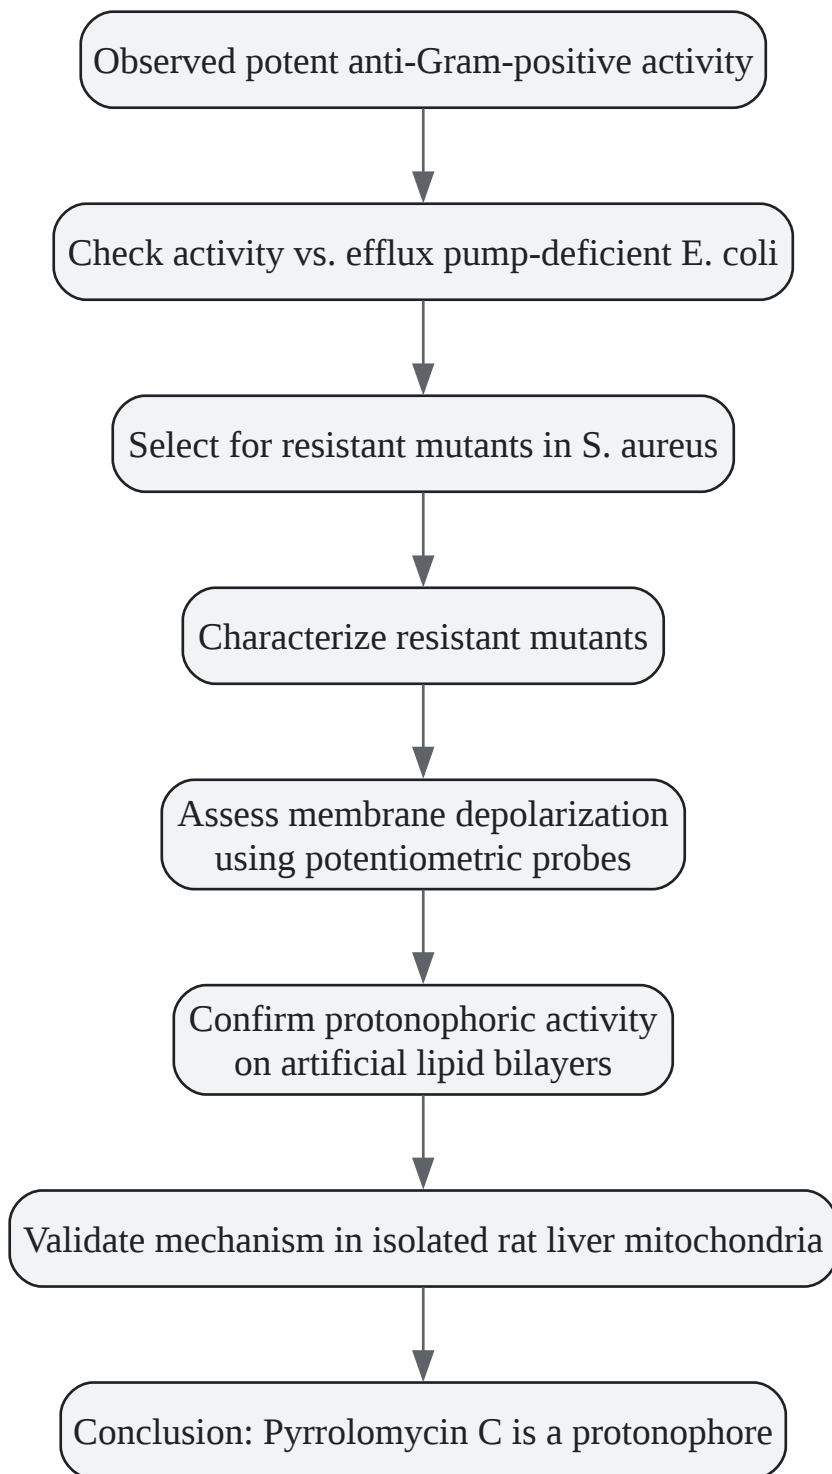 Observed potent anti-Gram-positive activity
Check activity vs. efflux pump-deficient E. coli
Select for resistant mutants in S. aureus
Characterize resistant mutants
Assess membrane depolarization
using potentiometric probes
Confirm protonophoric activity
on artificial lipid bilayers
Validate mechanism in isolated rat liver mitochondria
Conclusion: Pyrrolomycin C is a protonophore